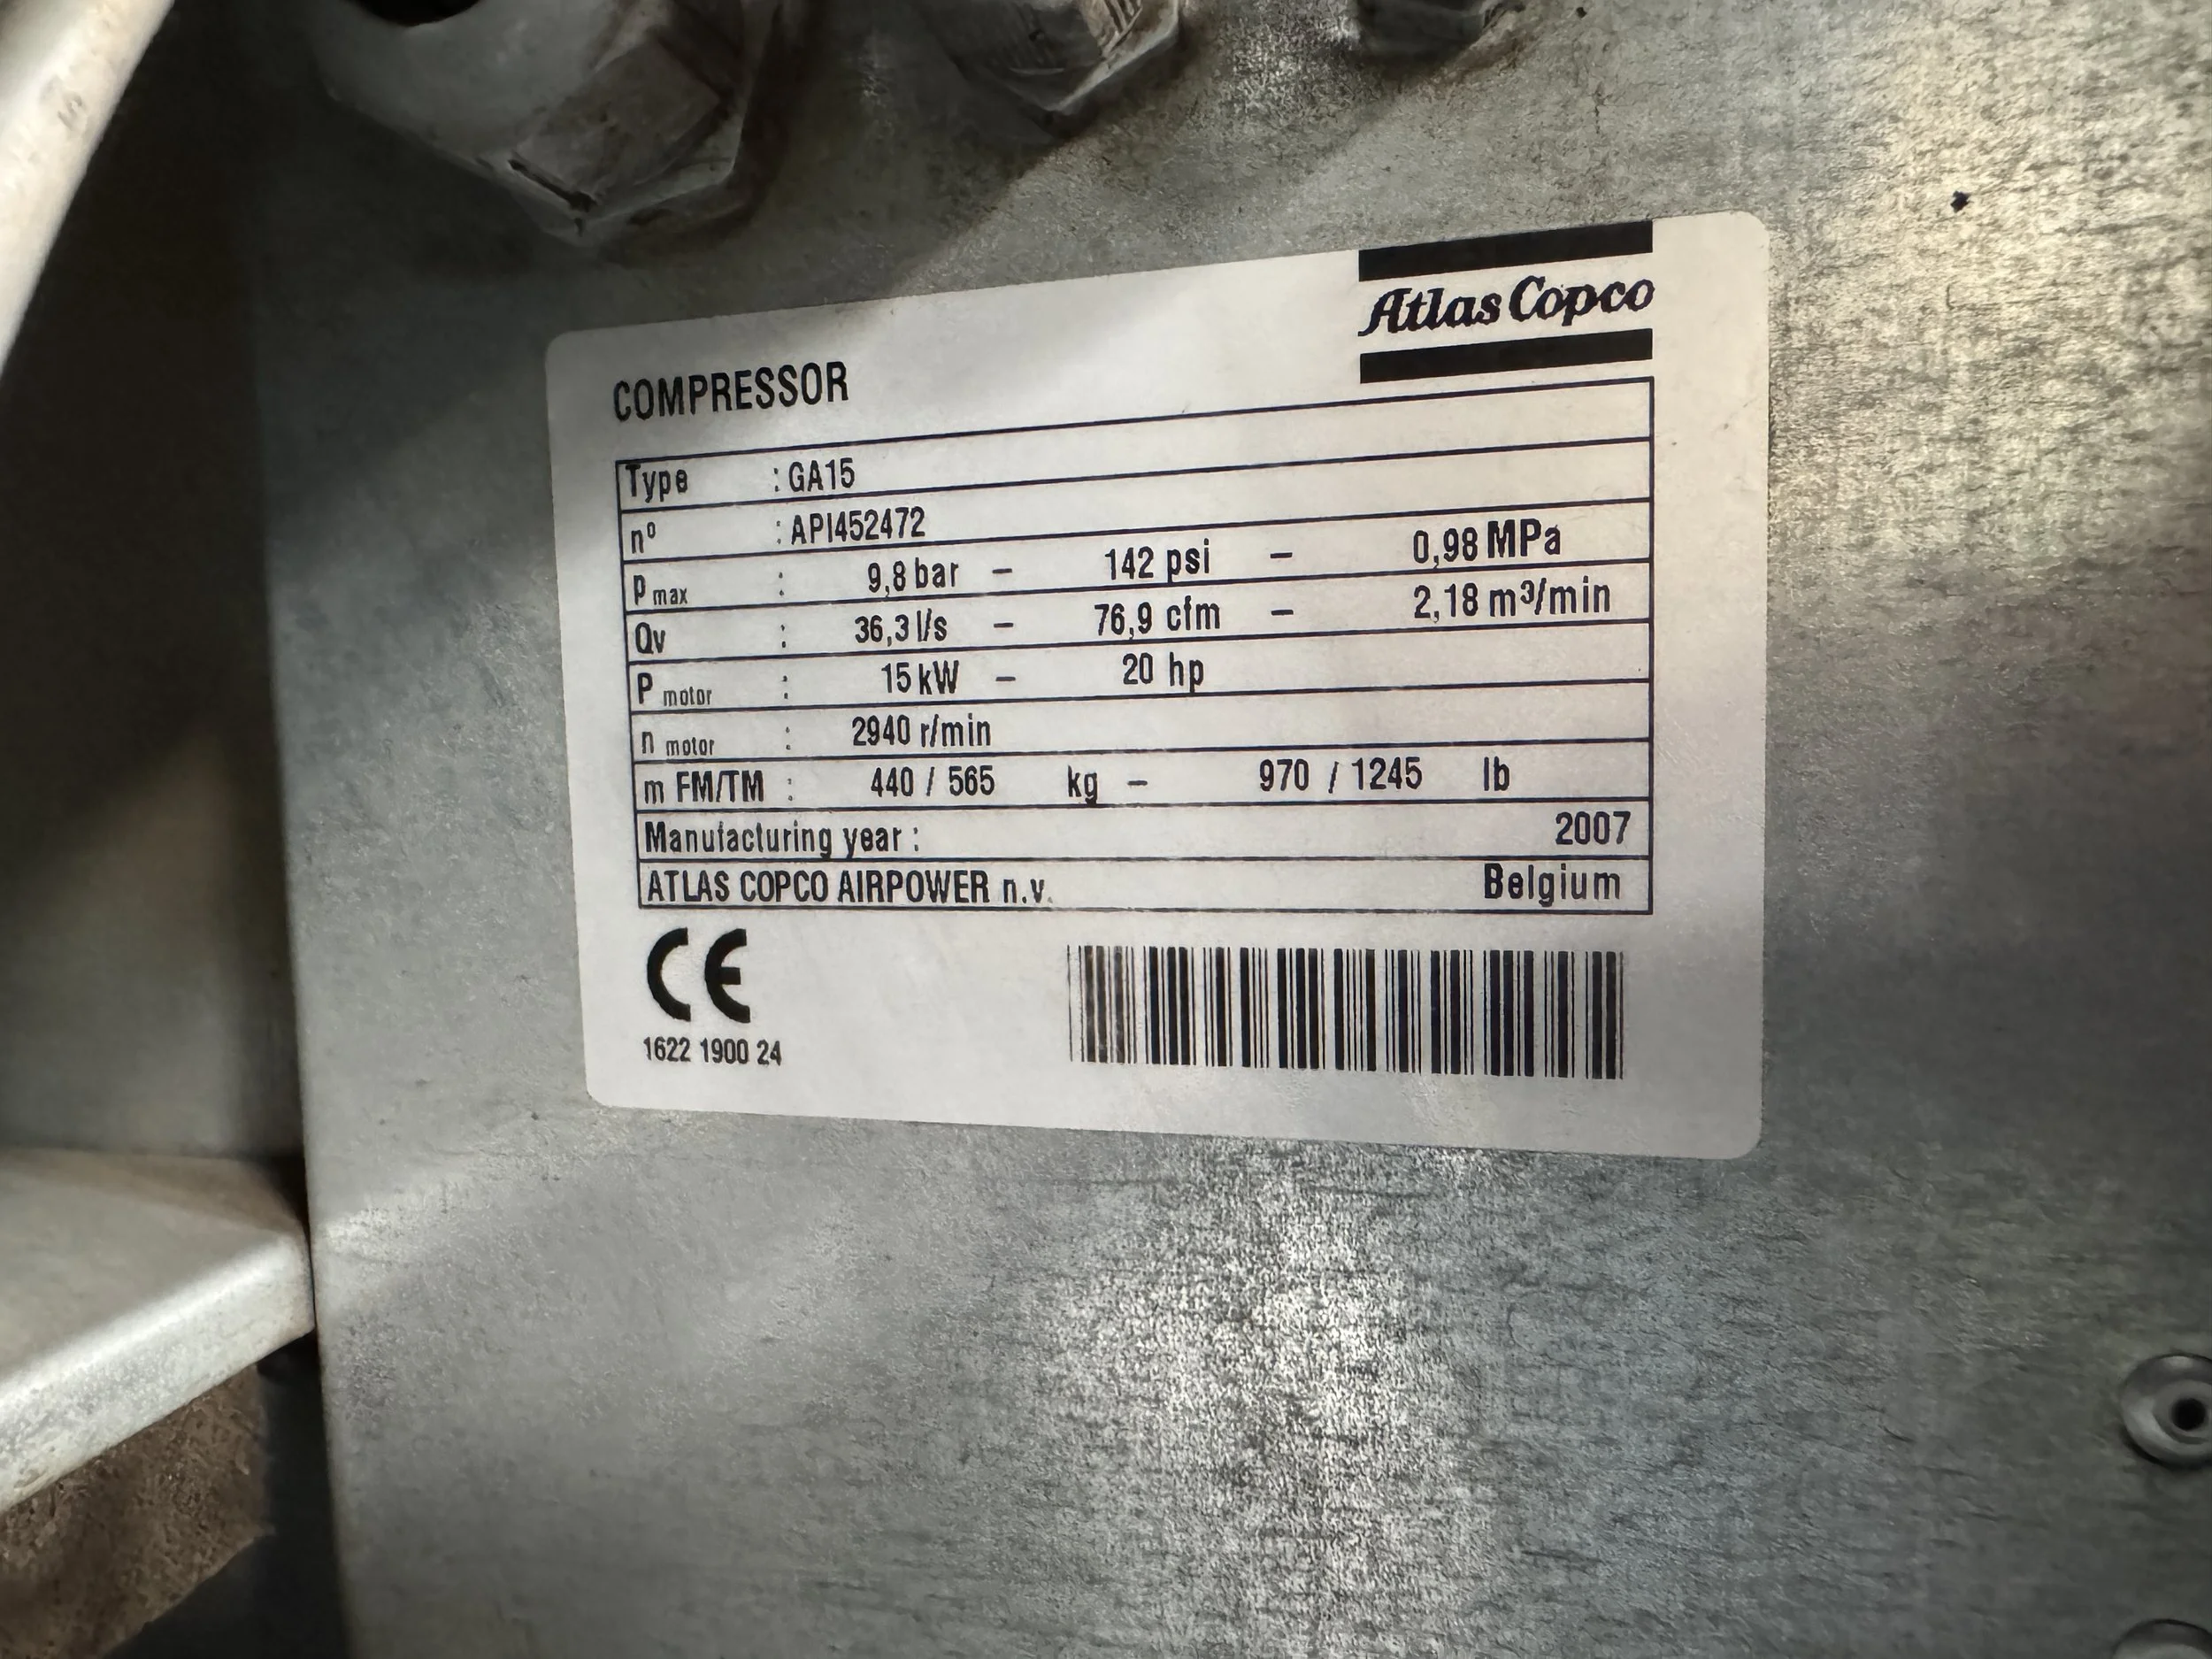 Atlas Copco
COMPRESSOR
Type : GA15
nº : API452472
P max : 9,8 bar – 142 psi – 0,98 MPa
Qv : 36,3 l/s – 76,9 cfm – 2,18 m³/min
P motor : 15 kW – 20 hp
n motor : 2940 r/min
m FM/TM : 440 / 565 kg – 970 / 1245 lb
Manufacturing year : 2007
ATLAS COPCO AIRPOWER n.v. Belgium
CE
1622 1900 24